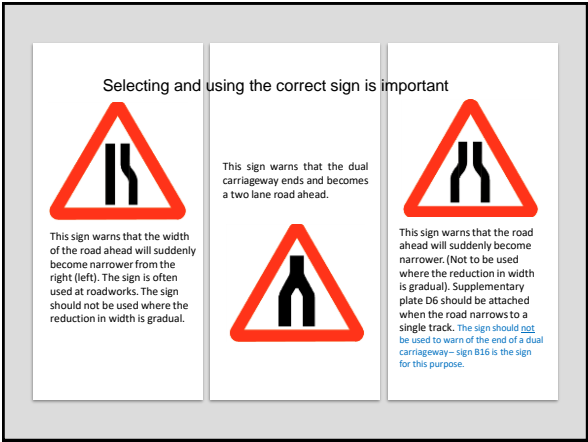 Selecting and using the correct sign is important
This sign warns that the width
of the road ahead will suddenly
become narrower from the
right (left). The sign is often
used at roadworks. The sign
should not be used where the
reduction in width is gradual.
This sign warns that the dual
carriageway ends and becomes
a two lane road ahead.
This sign warns that the road
ahead will suddenly become
narrower. (Not to be used
where the reduction in width
is gradual). Supplementary
plate D6 should be attached
when the road narrows to a
single track. The sign should not
be used to warn of the end of a dual
carriageway – sign B16 is the sign
for this purpose.